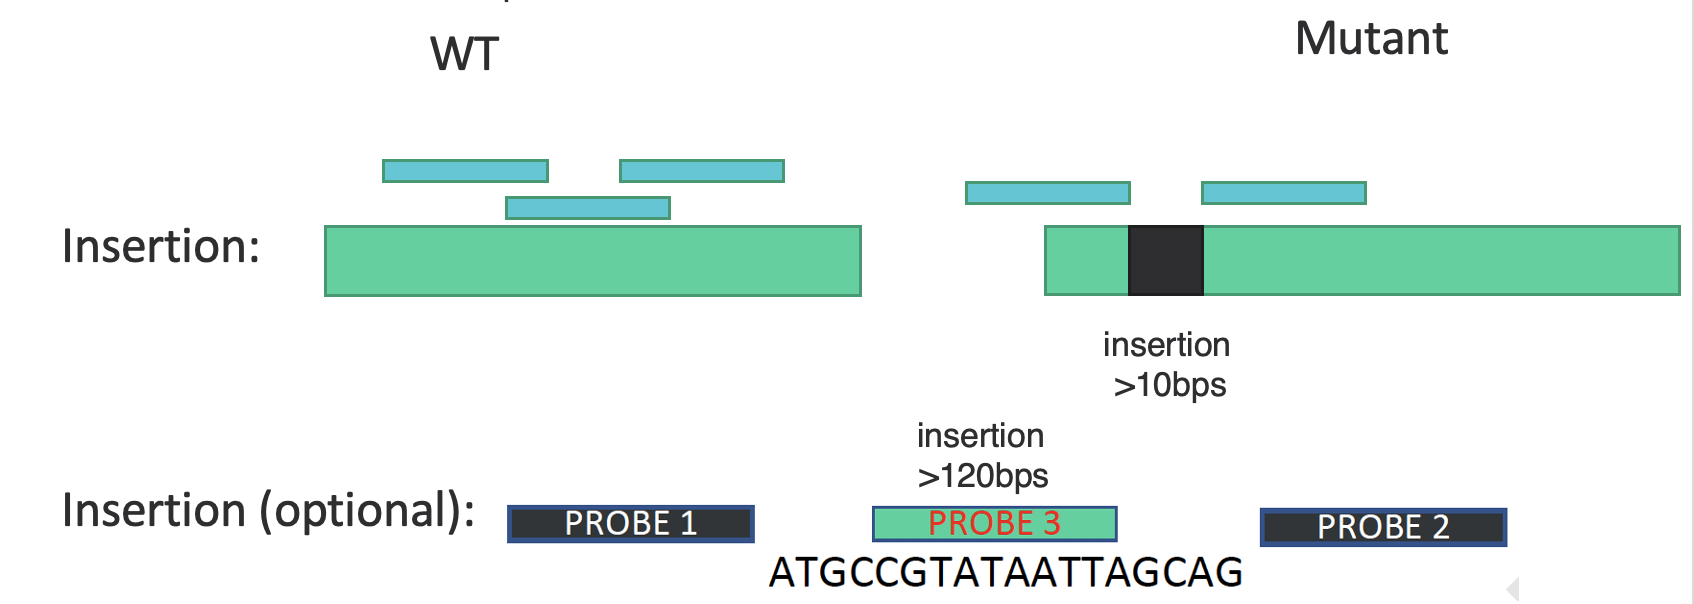 WT
Mutant
Insertion:
insertion
>10bps
insertion
>120bps
Insertion (optional):
PROBE 1
PROBE 3
PROBE 2
ATGCCGTATAATTAGCAG